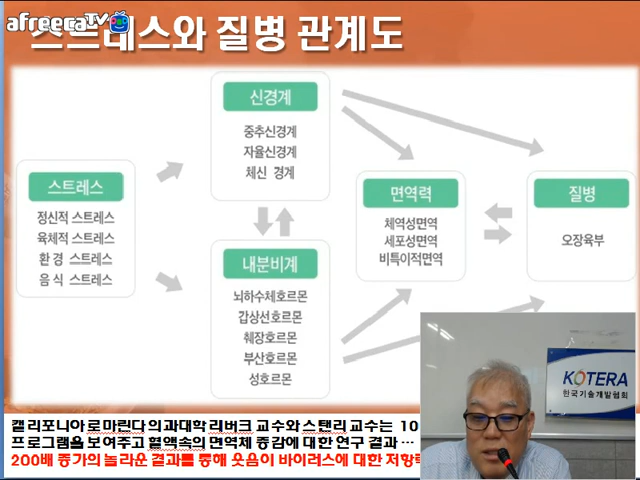 afreecaTV
스트레스와 질병 관계도
신경계
중추신경계
자율신경계
체신 경계
스트레스
정신적 스트레스
육체적 스트레스
환경 스트레스
음식 스트레스
면역력
체역성면역
세포성면역
비특이적면역
질병
오장육부
내분비계
뇌하수체호르몬
갑상선호르몬
췌장호르몬
부산호르몬
성호르몬
KOTERA
한국기술개발협회
캘리포니아로마린다의과대학리버크 교수와스탠리교수는 10
프로그램을보여주고혈액속의면역체 증감에대한연구 결과 …
200배 증가의놀라운결과를통해 웃음이 바이러스에 대한 저항력